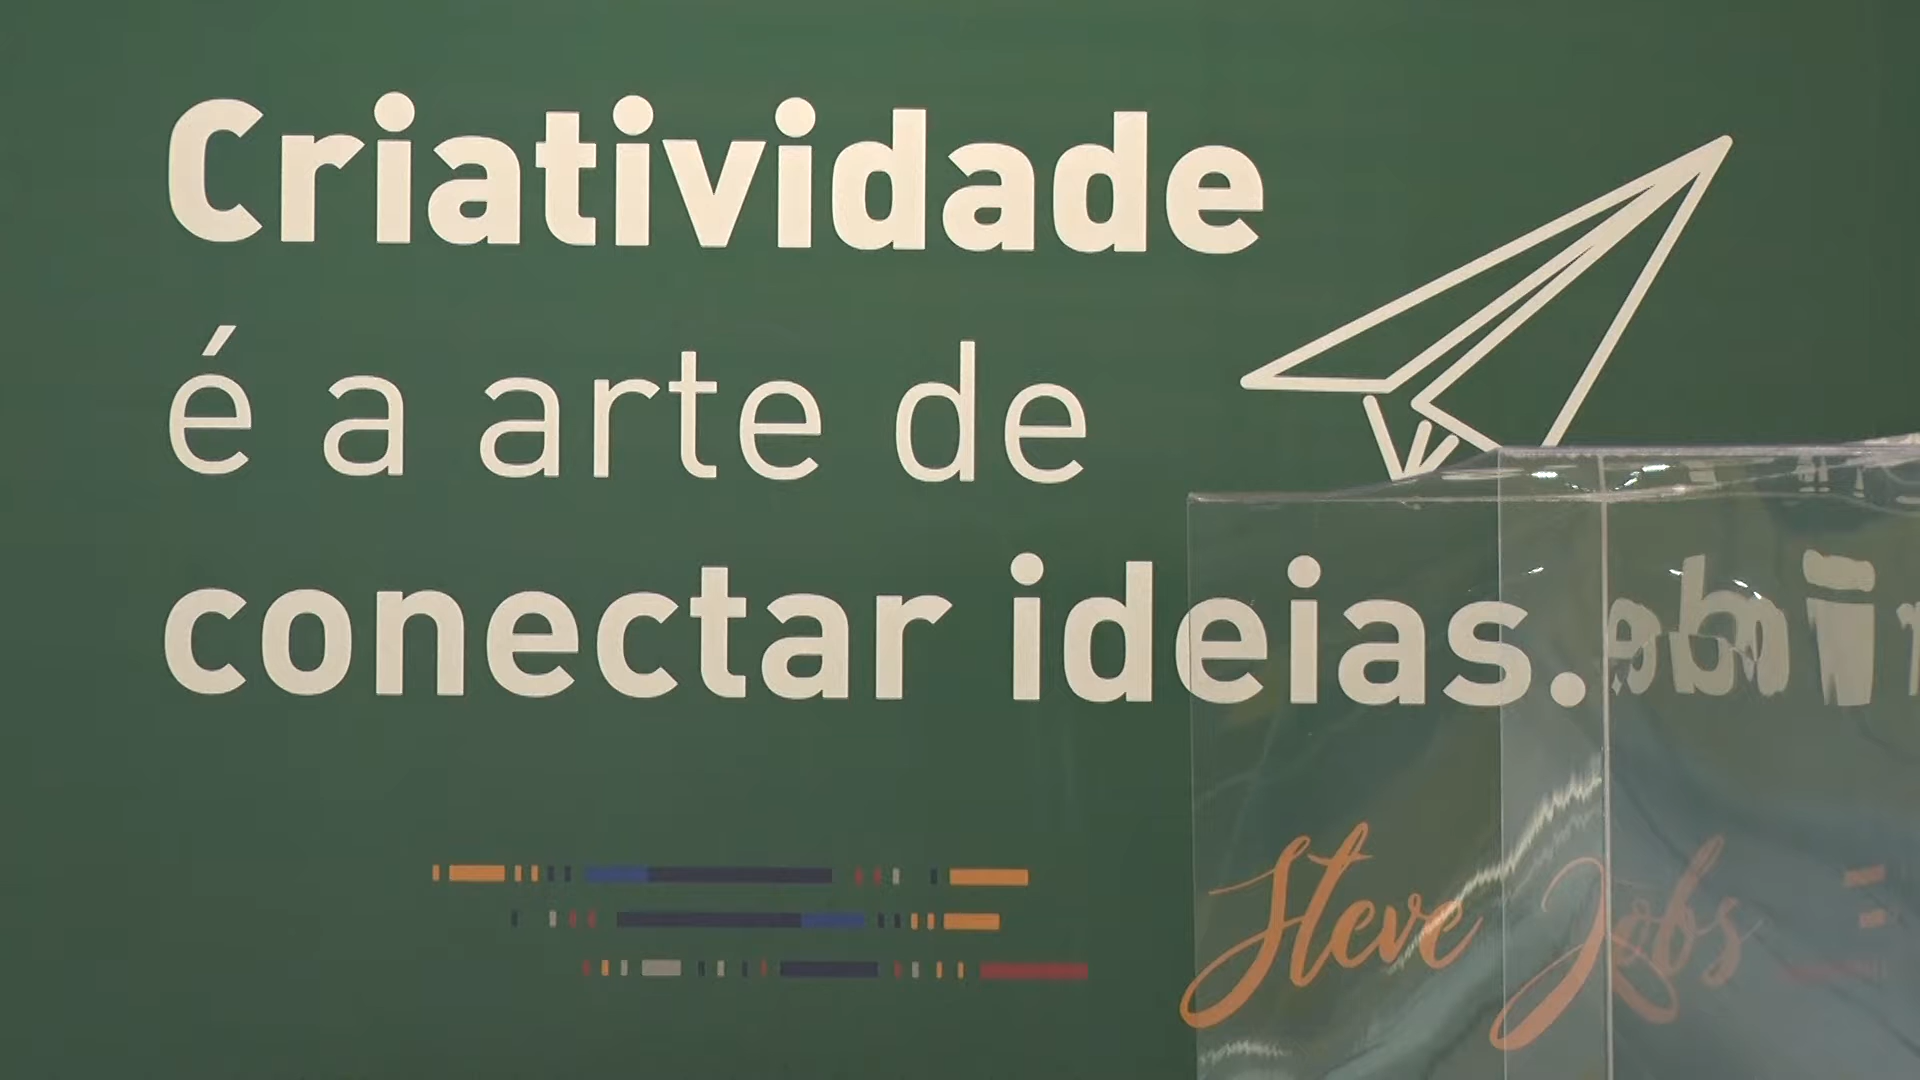 Criatividade
é a arte de
conectar ideias.
Steve Jobs